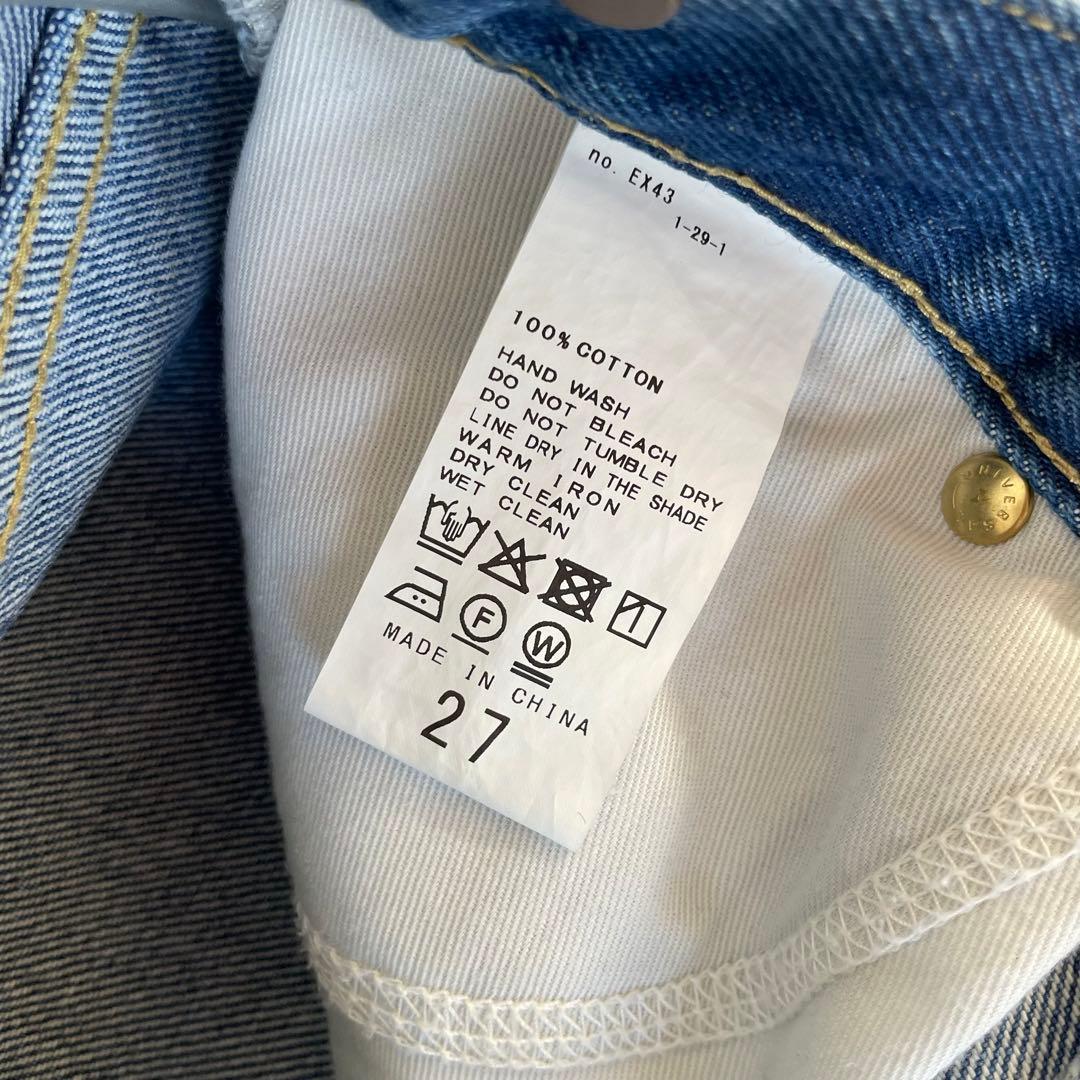 no. EX43
1-29-1
100% COTTON
HAND WASH
DO NOT BLEACH
DO NOT TUMBLE DRY
LINE DRY IN THE SHADE
WARM IRON
DRY CLEAN
WET CLEAN
F
W
MADE IN CHINA
27